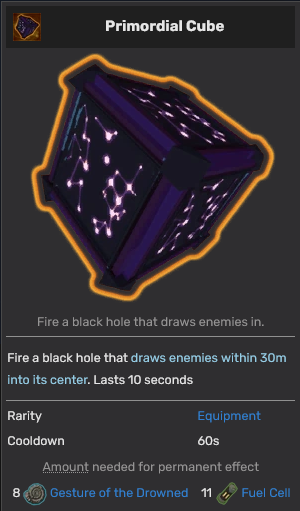 Primordial Cube
Fire a black hole that draws enemies in.
Fire a black hole that draws enemies within 30m
into its center. Lasts 10 seconds
Rarity Equipment
Cooldown 60s
Amount needed for permanent effect
8 Gesture of the Drowned 11 Fuel Cell